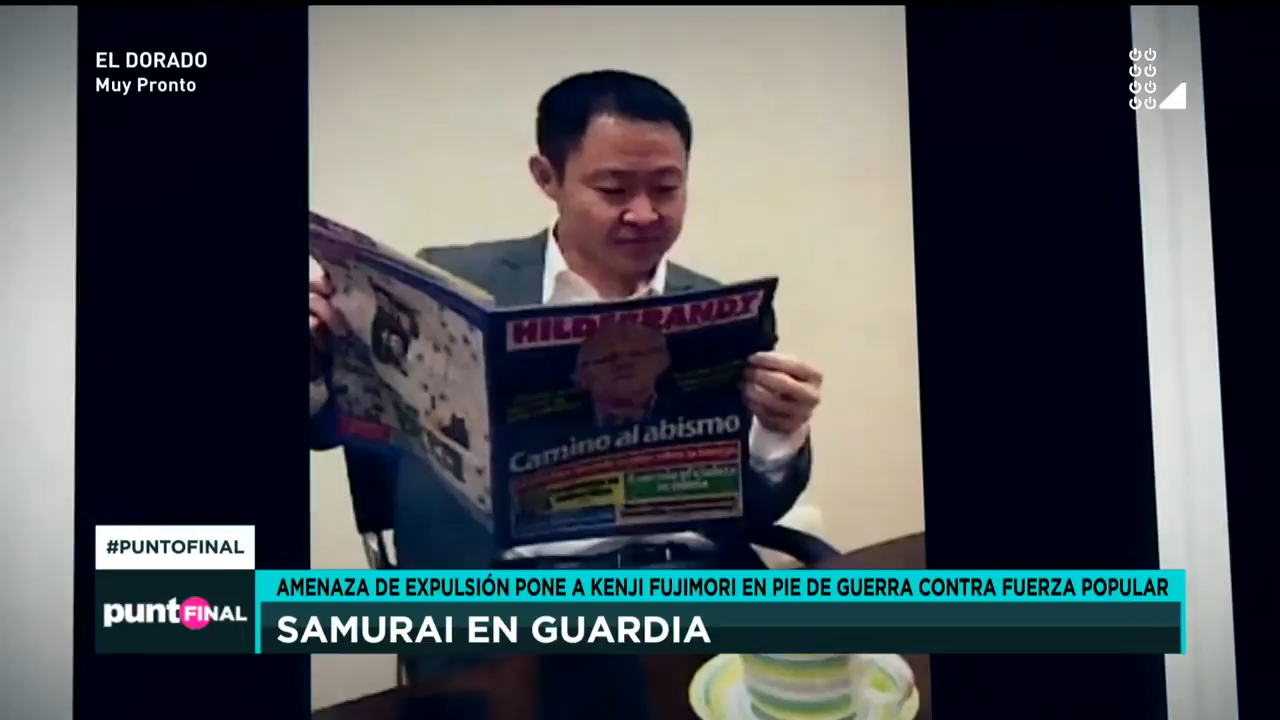 EL DORADO
Muy Pronto
HILDEBRANDT
Camino al abismo
#PUNTOFINAL
AMENAZA DE EXPULSIÓN PONE A KENJI FUJIMORI EN PIE DE GUERRA CONTRA FUERZA POPULAR
puntoFINAL
SAMURAI EN GUARDIA